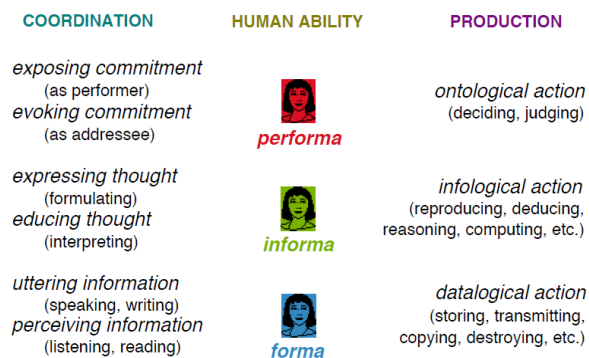 COORDINATION HUMAN ABILITY PRODUCTION
exposing commitment
(as performer)
evoking commitment
(as addressee)
performa
ontological action
(deciding, judging)
expressing thought
(formulating)
educing thought
(interpreting)
informa
infological action
(reproducing, deducing,
reasoning, computing, etc.)
uttering information
(speaking, writing)
perceiving information
(listening, reading)
forma
datalogical action
(storing, transmitting,
copying, destroying, etc.)